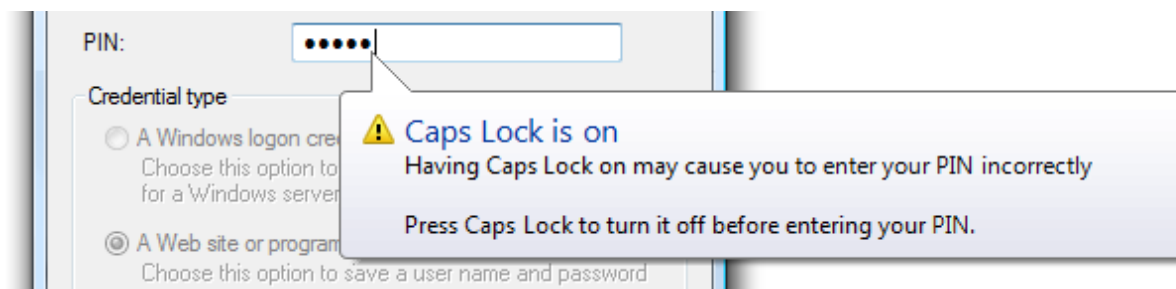 PIN:
Credential type
A Windows logon
Choose this option to
for a Windows server
Caps Lock is on
Having Caps Lock on may cause you to enter your PIN incorrectly
Press Caps Lock to turn it off before entering your PIN.
A Web site or program
Choose this option to save a user name and password